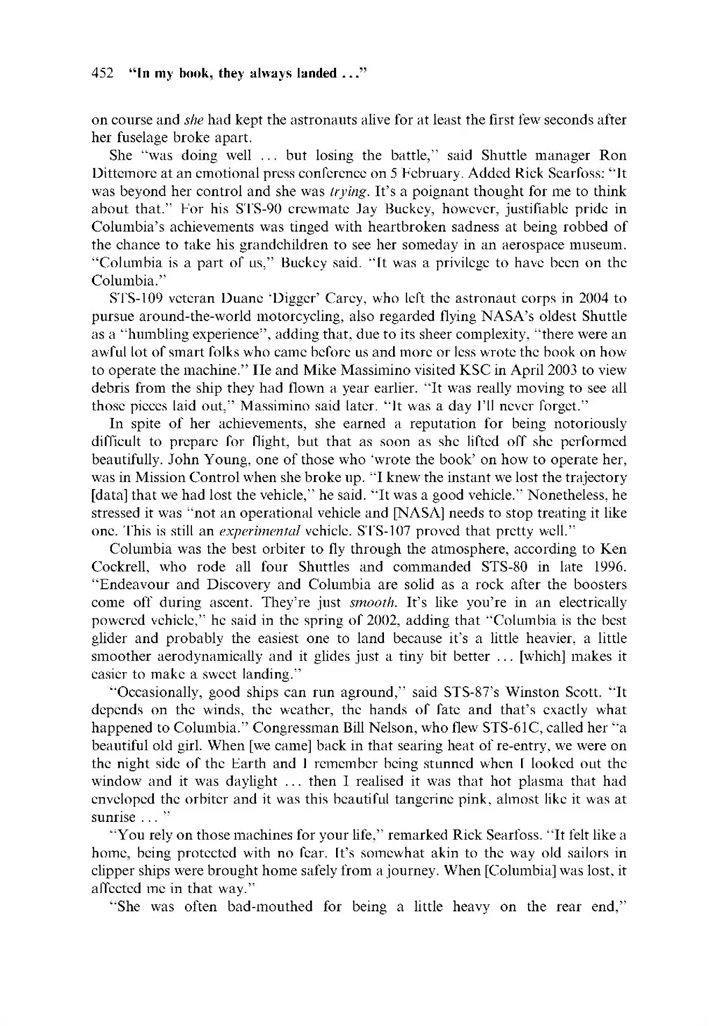 452 “In my book, they always landed ...”
on course and she had kept the astronauts alive for at least the first few seconds after
her fuselage broke apart.
She “was doing well ... but losing the battle,” said Shuttle manager Ron
Dittemore at an emotional press conference on 5 February. Added Rick Searfoss: “It
was beyond her control and she was trying. It’s a poignant thought for me to think
about that.” For his STS-90 crewmate Jay Buckey, however, justifiable pride in
Columbia’s achievements was tinged with heartbroken sadness at being robbed of
the chance to take his grandchildren to see her someday in an aerospace museum.
“Columbia is a part of us,” Buckey said. “It was a privilege to have been on the
Columbia.”
STS-109 veteran Duane ‘Digger’ Carey, who left the astronaut corps in 2004 to
pursue around-the-world motorcycling, also regarded flying NASA’s oldest Shuttle
as a “humbling experience”, adding that, due to its sheer complexity, “there were an
awful lot of smart folks who came before us and more or less wrote the book on how
to operate the machine.” He and Mike Massimino visited KSC in April 2003 to view
debris from the ship they had flown a year earlier. “It was really moving to see all
those pieces laid out,” Massimino said later. “It was a day I’ll never forget.”
In spite of her achievements, she earned a reputation for being notoriously
difficult to prepare for flight, but that as soon as she lifted off she performed
beautifully. John Young, one of those who ‘wrote the book’ on how to operate her,
was in Mission Control when she broke up. “I knew the instant we lost the trajectory
[data] that we had lost the vehicle,” he said. “It was a good vehicle.” Nonetheless, he
stressed it was “not an operational vehicle and [NASA] needs to stop treating it like
one. This is still an experimental vehicle. STS-107 proved that pretty well.”
Columbia was the best orbiter to fly through the atmosphere, according to Ken
Cockrell, who rode all four Shuttles and commanded STS-80 in late 1996.
“Endeavour and Discovery and Columbia are solid as a rock after the boosters
come off during ascent. They’re just smooth. It’s like you’re in an electrically
powered vehicle,” he said in the spring of 2002, adding that “Columbia is the best
glider and probably the easiest one to land because it’s a little heavier, a little
smoother aerodynamically and it glides just a tiny bit better ... [which] makes it
easier to make a sweet landing.”
“Occasionally, good ships can run aground,” said STS-87’s Winston Scott. “It
depends on the winds, the weather, the hands of fate and that’s exactly what
happened to Columbia.” Congressman Bill Nelson, who flew STS-61C, called her “a
beautiful old girl. When [we came] back in that searing heat of re-entry, we were on
the night side of the Earth and I remember being stunned when I looked out the
window and it was daylight ... then I realised it was that hot plasma that had
enveloped the orbiter and it was this beautiful tangerine pink, almost like it was at
sunrise ... ”
“You rely on those machines for your life,” remarked Rick Searfoss. “It felt like a
home, being protected with no fear. It’s somewhat akin to the way old sailors in
clipper ships were brought home safely from a journey. When [Columbia] was lost, it
affected me in that way.”
“She was often bad-mouthed for being a little heavy on the rear end,”